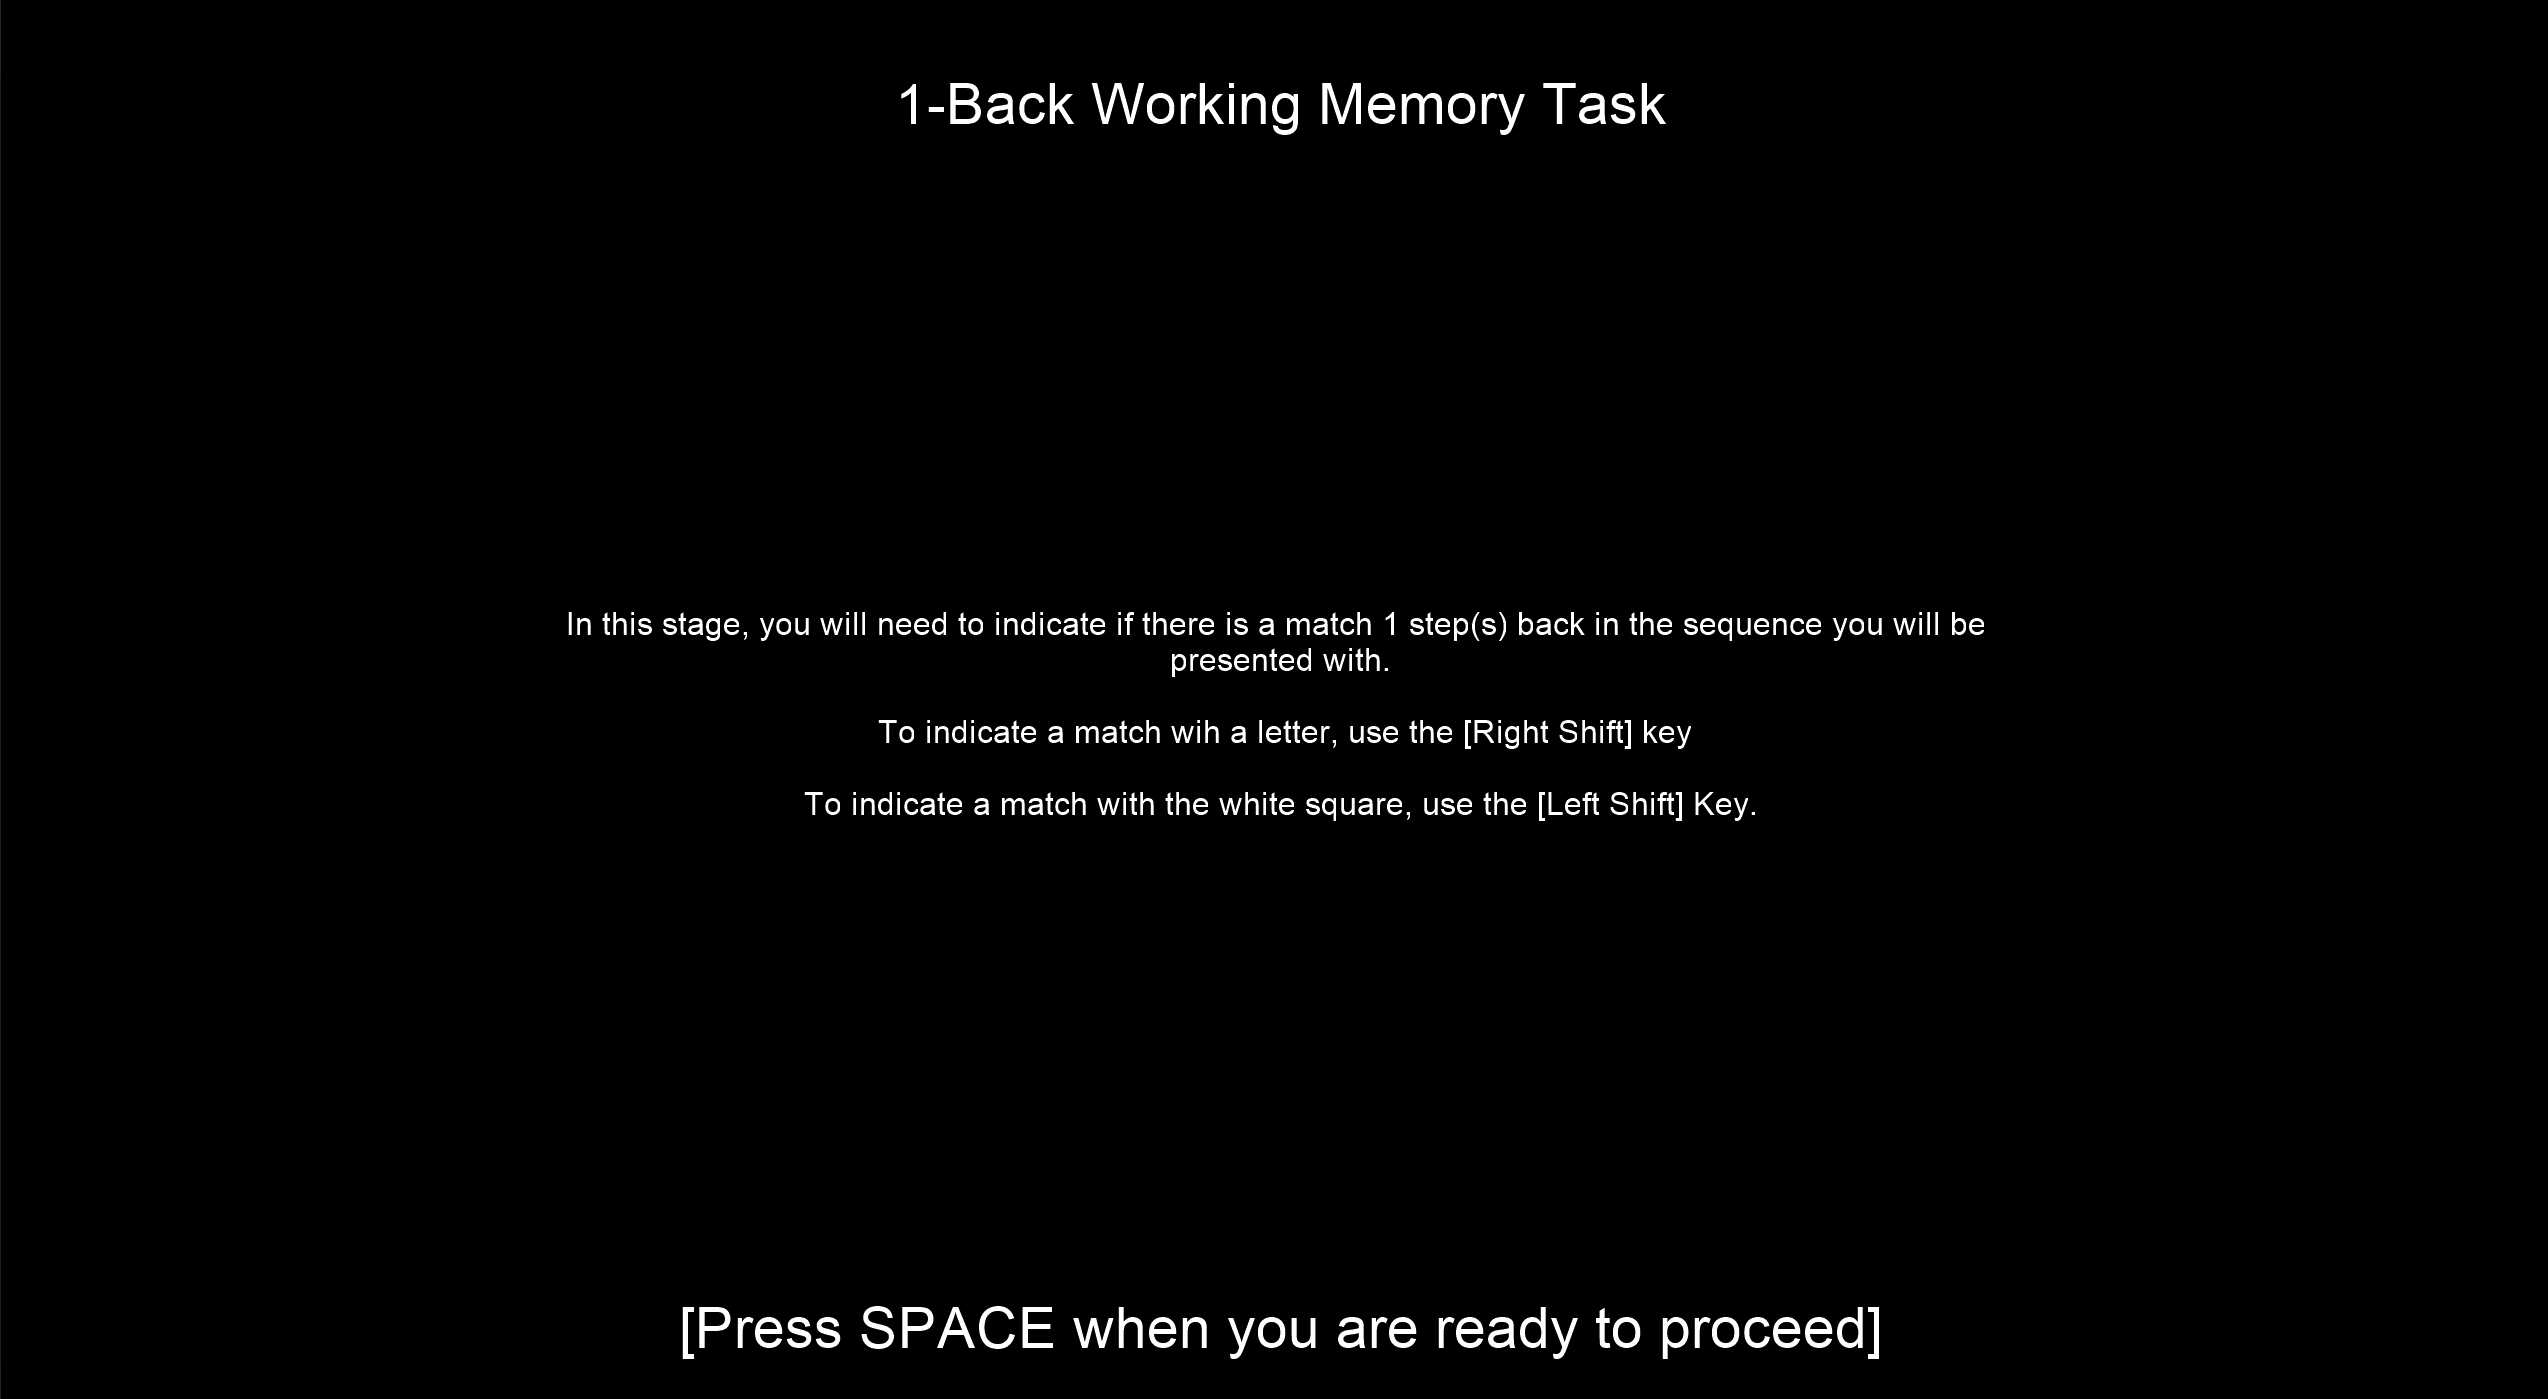 1-Back Working Memory Task
In this stage, you will need to indicate if there is a match 1 step(s) back in the sequence you will be
presented with.
To indicate a match wih a letter, use the [Right Shift] key
To indicate a match with the white square, use the [Left Shift] Key.
[Press SPACE when you are ready to proceed]